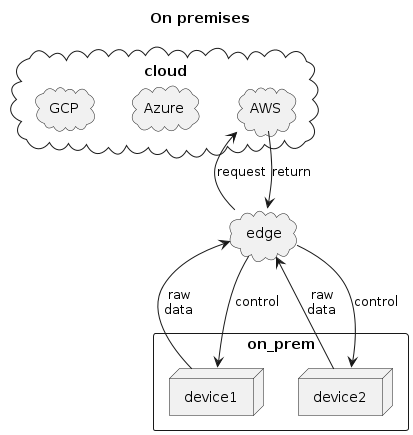 On premises
cloud
GCP
Azure
AWS
request
return
edge
raw
data
control
raw
data
control
on_prem
device1
device2